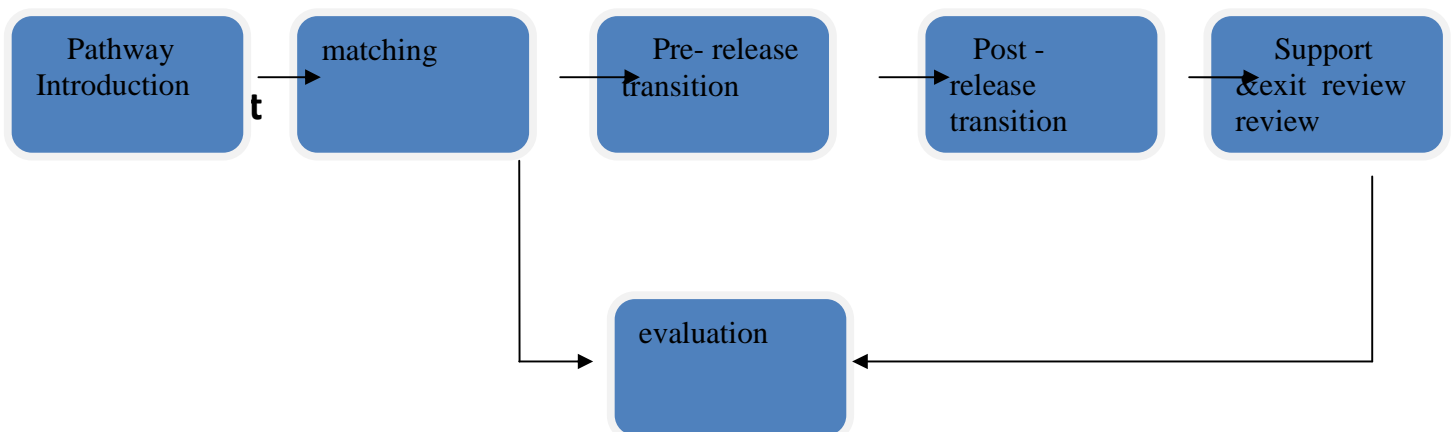 Pathway
Introduction
t
matching
Pre- release
transition
Post -
release
transition
Support
&exit review
review
evaluation